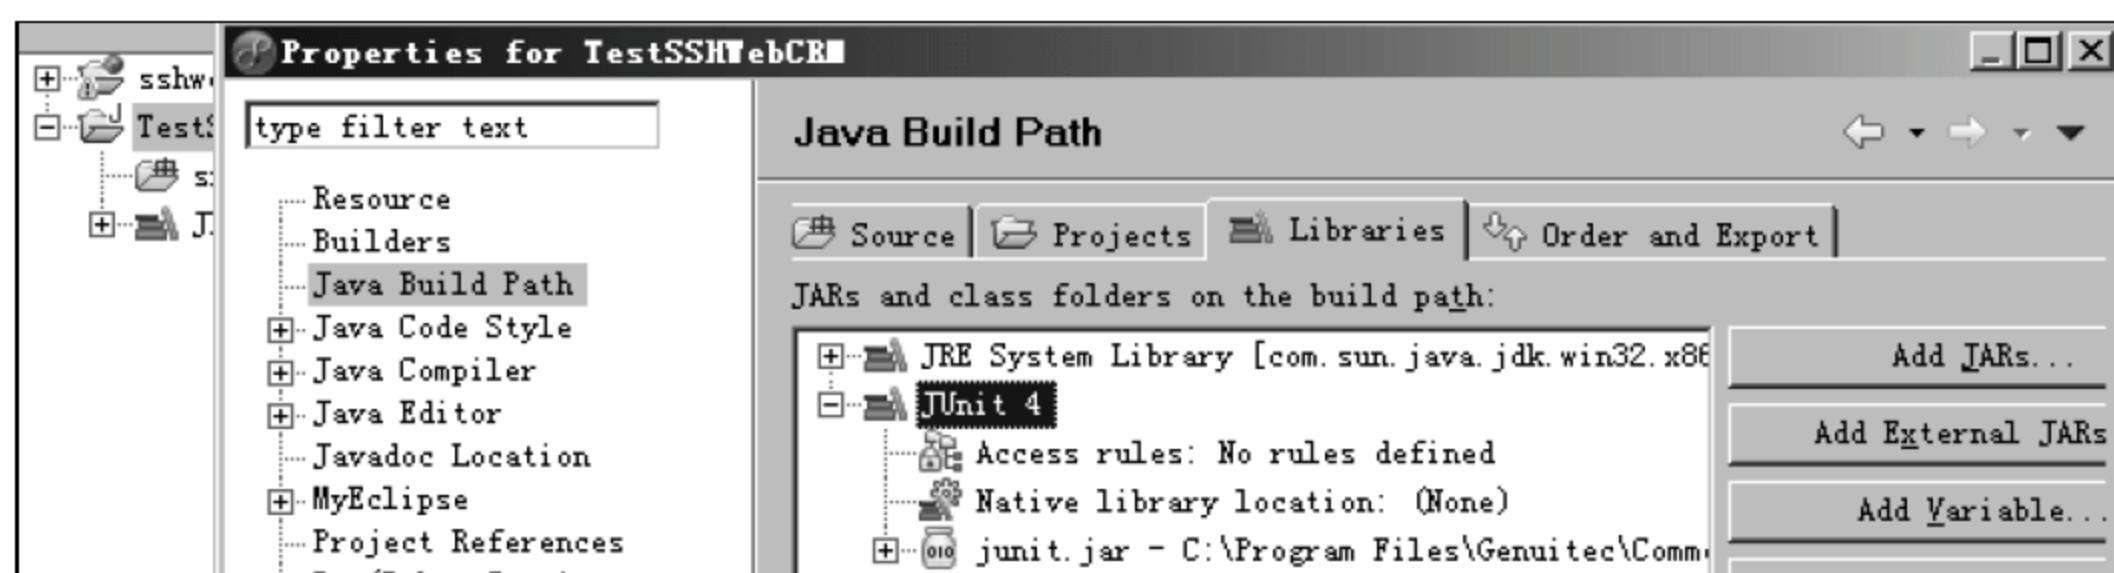 Properties for TestSSHWebCRM
sshw
TestS
J
type filter text
Resource
Builders
Java Build Path
Java Code Style
Java Compiler
Java Editor
Javadoc Location
MyEclipse
Project References
Java Build Path
Source
Projects
Libraries
Order and Export
JARs and class folders on the build path:
JRE System Library [com.sun.java.jdk.win32.x86
JUnit 4
Access rules: No rules defined
Native library location: (None)
junit.jar - C:\Program Files\Genuitec\Comm
Add JARs...
Add External JARs
Add Variable...